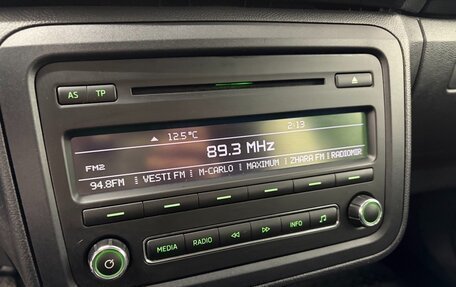 AS TP
12.5°C 2:13
89.3 MHz
FM2
94.8FM VESTI FM M-CARLO MAXIMUM ZHARA FM RADIOMIR
MEDIA RADIO INFO